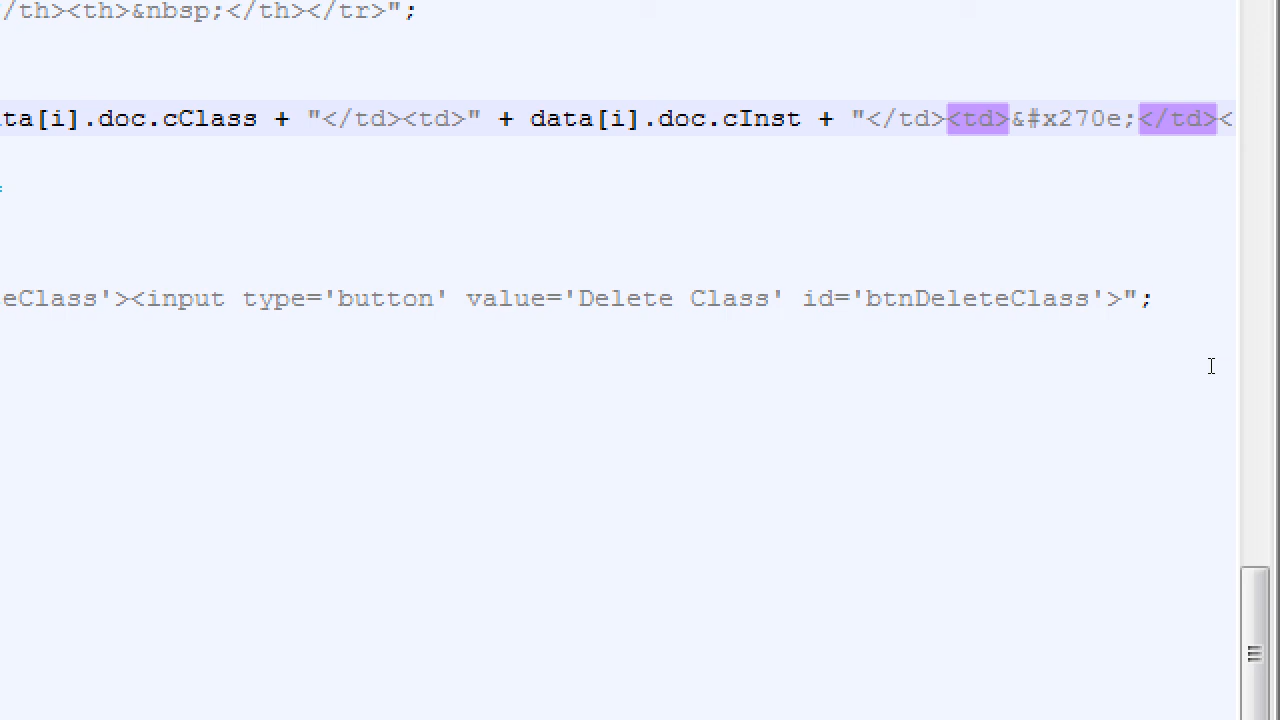 /th><th>&nbsp;</th></tr>";
ta[i].doc.cClass + "</td><td>" + data[i].doc.cInst + "</td><td>&#x270e;</td><
eClass'><input type='button' value='Delete Class' id='btnDeleteClass'>";